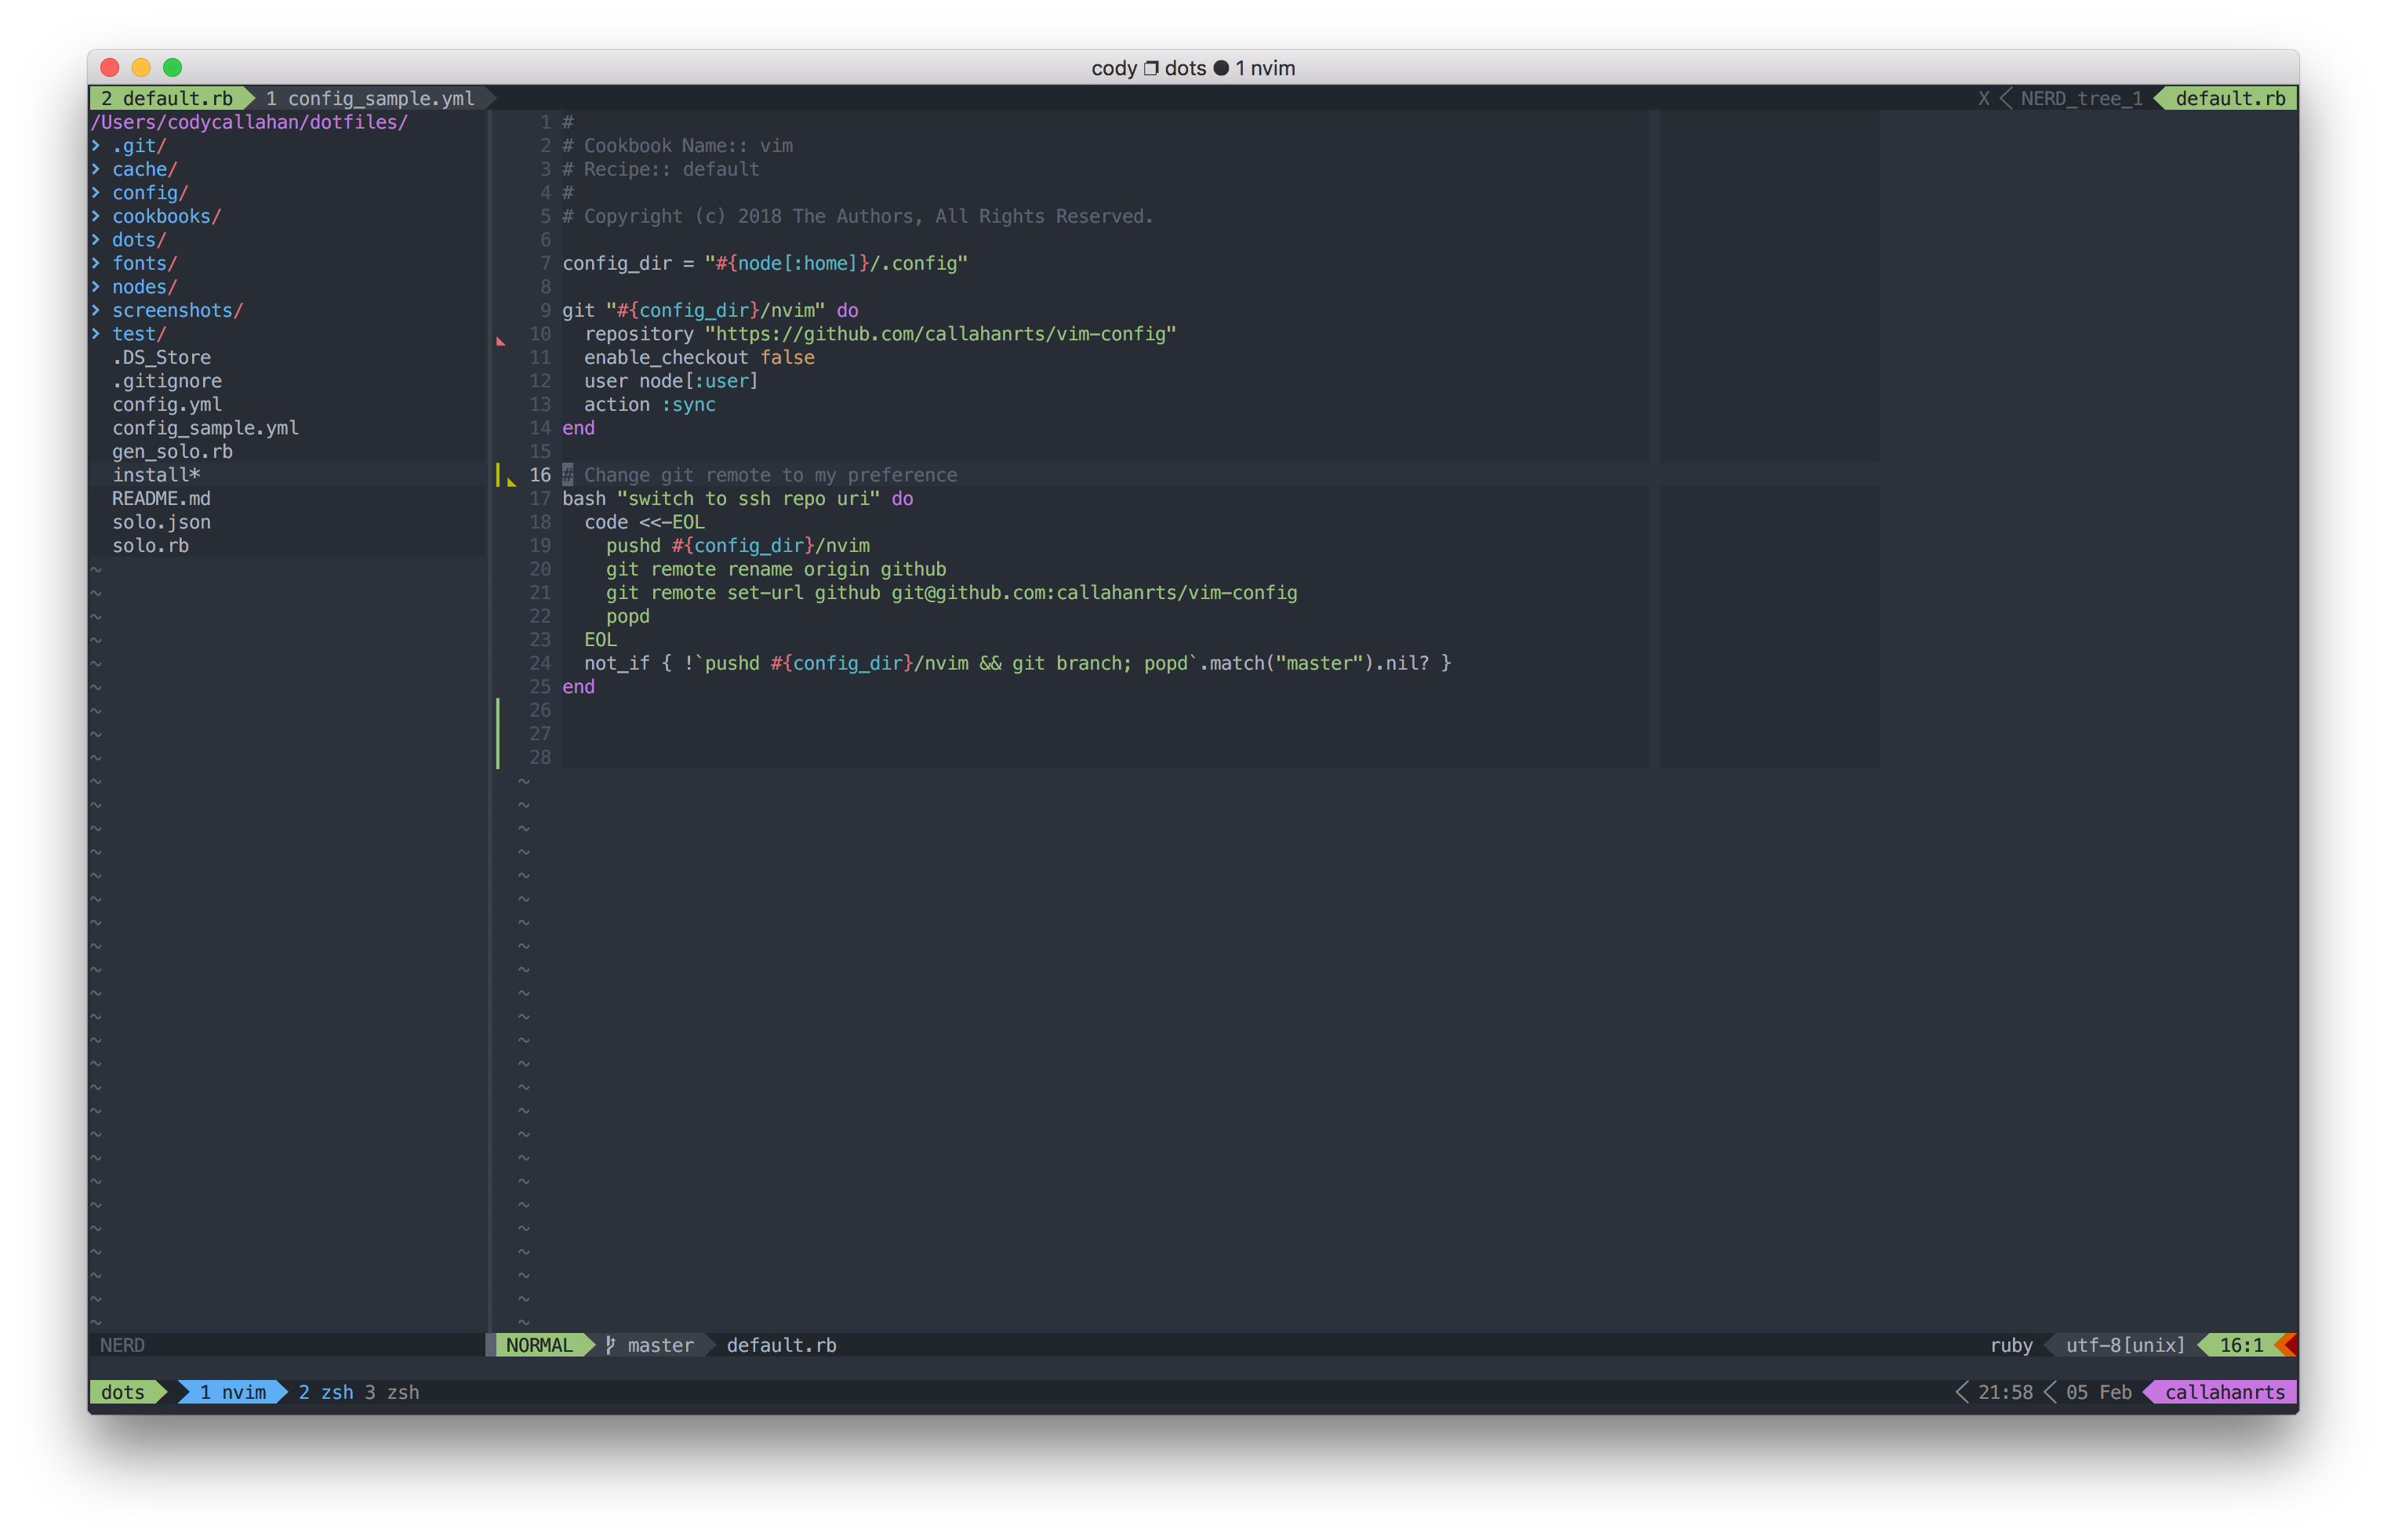 cody dots 1 nvim
2 default.rb 1 config_sample.yml X NERD_tree_1 default.rb
/Users/codycallahan/dotfiles/
› .git/
› cache/
› config/
› cookbooks/
› dots/
› fonts/
› nodes/
› screenshots/
› test/
.DS_Store
.gitignore
config.yml
config_sample.yml
gen_solo.rb
install*
README.md
solo.json
solo.rb
1 #
2 # Cookbook Name:: vim
3 # Recipe:: default
4 #
5 # Copyright (c) 2018 The Authors, All Rights Reserved.
6
7 config_dir = "#{node[:home]}/.config"
8
9 git "#{config_dir}/nvim" do
10   repository "https://github.com/callahanrts/vim-config"
11   enable_checkout false
12   user node[:user]
13   action :sync
14 end
15
16 # Change git remote to my preference
17 bash "switch to ssh repo uri" do
18   code <<-EOL
19     pushd #{config_dir}/nvim
20     git remote rename origin github
21     git remote set-url github git@github.com:callahanrts/vim-config
22     popd
23   EOL
24   not_if { !`pushd #{config_dir}/nvim && git branch; popd`.match("master").nil? }
25 end
26
27
28
NERD NORMAL master default.rb ruby utf-8[unix] 16:1
dots 1 nvim 2 zsh 3 zsh 21:58 05 Feb callahanrts